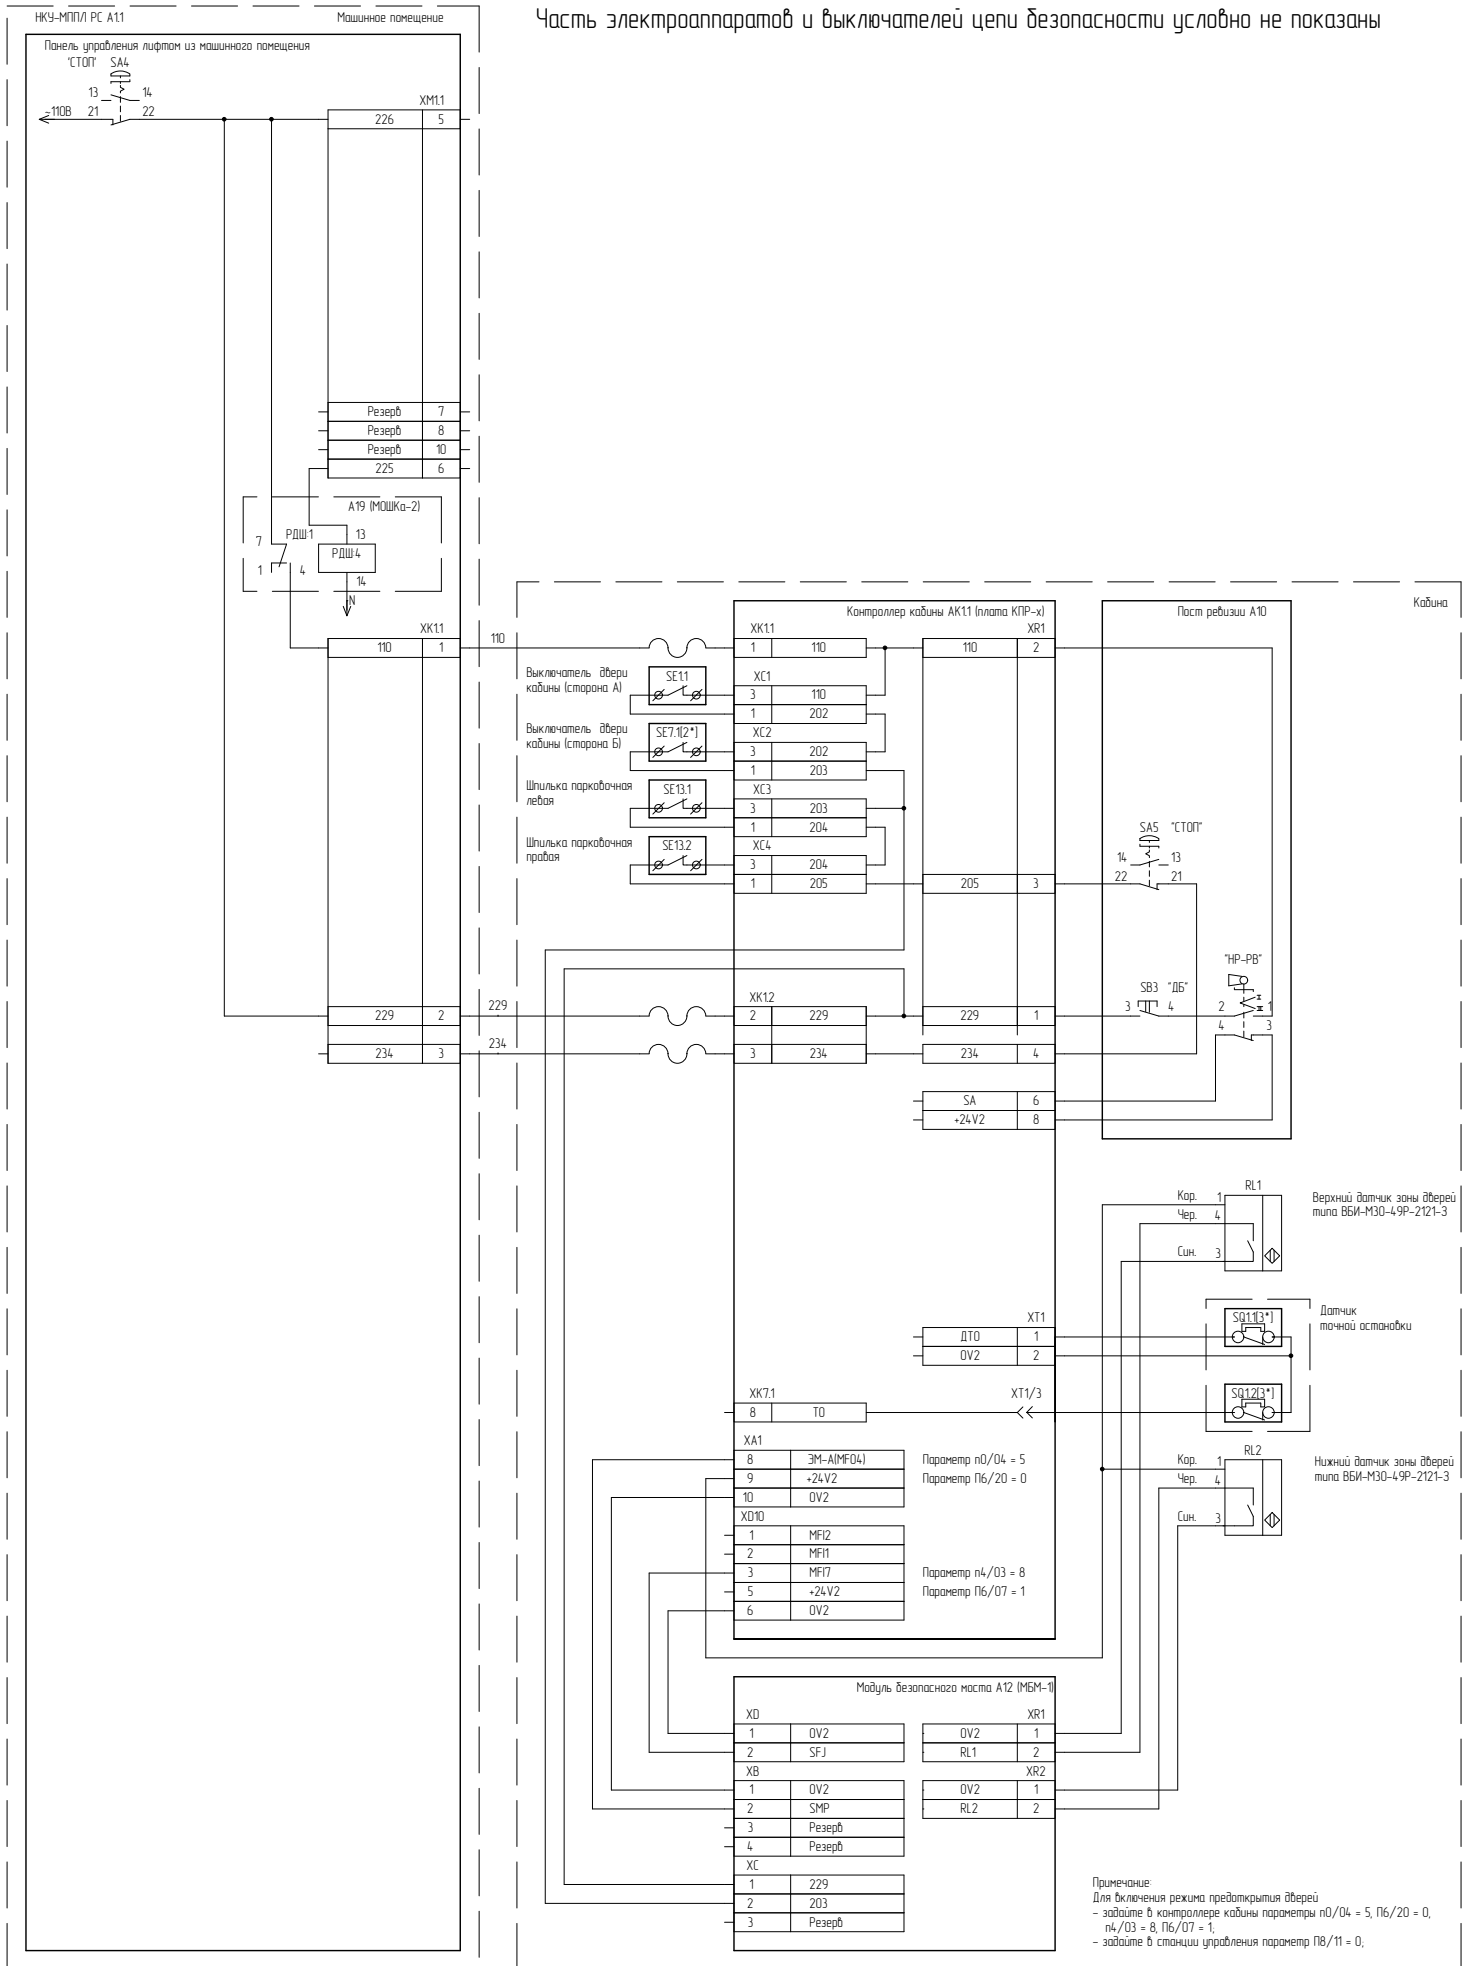 Часть электроаппаратов и выключателей цепи безопасности условно не показаны
НКУ-МППЛ РС А1.1
Машинное помещение
Панель управления лифтом из машинного помещения
"СТОП" SA4
13 14
~110В 21 22
XM1.1
226 5
Резерв 7
Резерв 8
Резерв 10
225 6
А19 (МОШКа-2)
7 РДШ:1 13
РДШ:4
1 4 14
N
XK1.1
110 1
110
229 2
229
234 3
234
Кабина
Контроллер кабины АК1.1 (плата КПР-х)
Пост ревизии А10
XK1.1
1 110
XR1
110 2
Выключатель двери
кабины (сторона А)
SE1.1
XC1
3 110
1 202
Выключатель двери
кабины (сторона Б)
SE7.1[2*]
XC2
3 202
1 203
Шпилька парковочная
левая
SE13.1
XC3
3 203
1 204
Шпилька парковочная
правая
SE13.2
XC4
3 204
1 205
205 3
SA5 "СТОП"
14 13
22 21
"НР-РВ"
SB3 "ДБ"
3 4 2 I
II 1
4 3
XK1.2
2 229
229 1
3 234
234 4
SA 6
+24V2 8
RL1
Кор. 1
Чер. 4
Син. 3
Верхний датчик зоны дверей
типа ВБИ-М30-49Р-2121-З
XT1
ДТО 1
0V2 2
SQ1.1[3*]
SQ1.2[3*]
Датчик
точной остановки
XK7.1
8 ТО
XT1/3
RL2
Кор. 1
Чер. 4
Син. 3
Нижний датчик зоны дверей
типа ВБИ-М30-49Р-2121-З
XA1
8 ЭМ-А(MFO4) Параметр n0/04 = 5
9 +24V2 Параметр П6/20 = 0
10 0V2
XD10
1 MFI2
2 MFI1
3 MFI7 Параметр n4/03 = 8
5 +24V2 Параметр П6/07 = 1
6 0V2
Модуль безопасного моста А12 (МБМ-1)
XD
1 0V2
2 SFJ
XR1
0V2 1
RL1 2
XB
1 0V2
2 SMP
3 Резерв
4 Резерв
XR2
0V2 1
RL2 2
XC
1 229
2 203
3 Резерв
Примечание:
Для включения режима предоткрытия дверей
- задайте в контроллере кабины параметры n0/04 = 5, П6/20 = 0,
n4/03 = 8, П6/07 = 1;
- задайте в станции управления параметр П8/11 = 0;